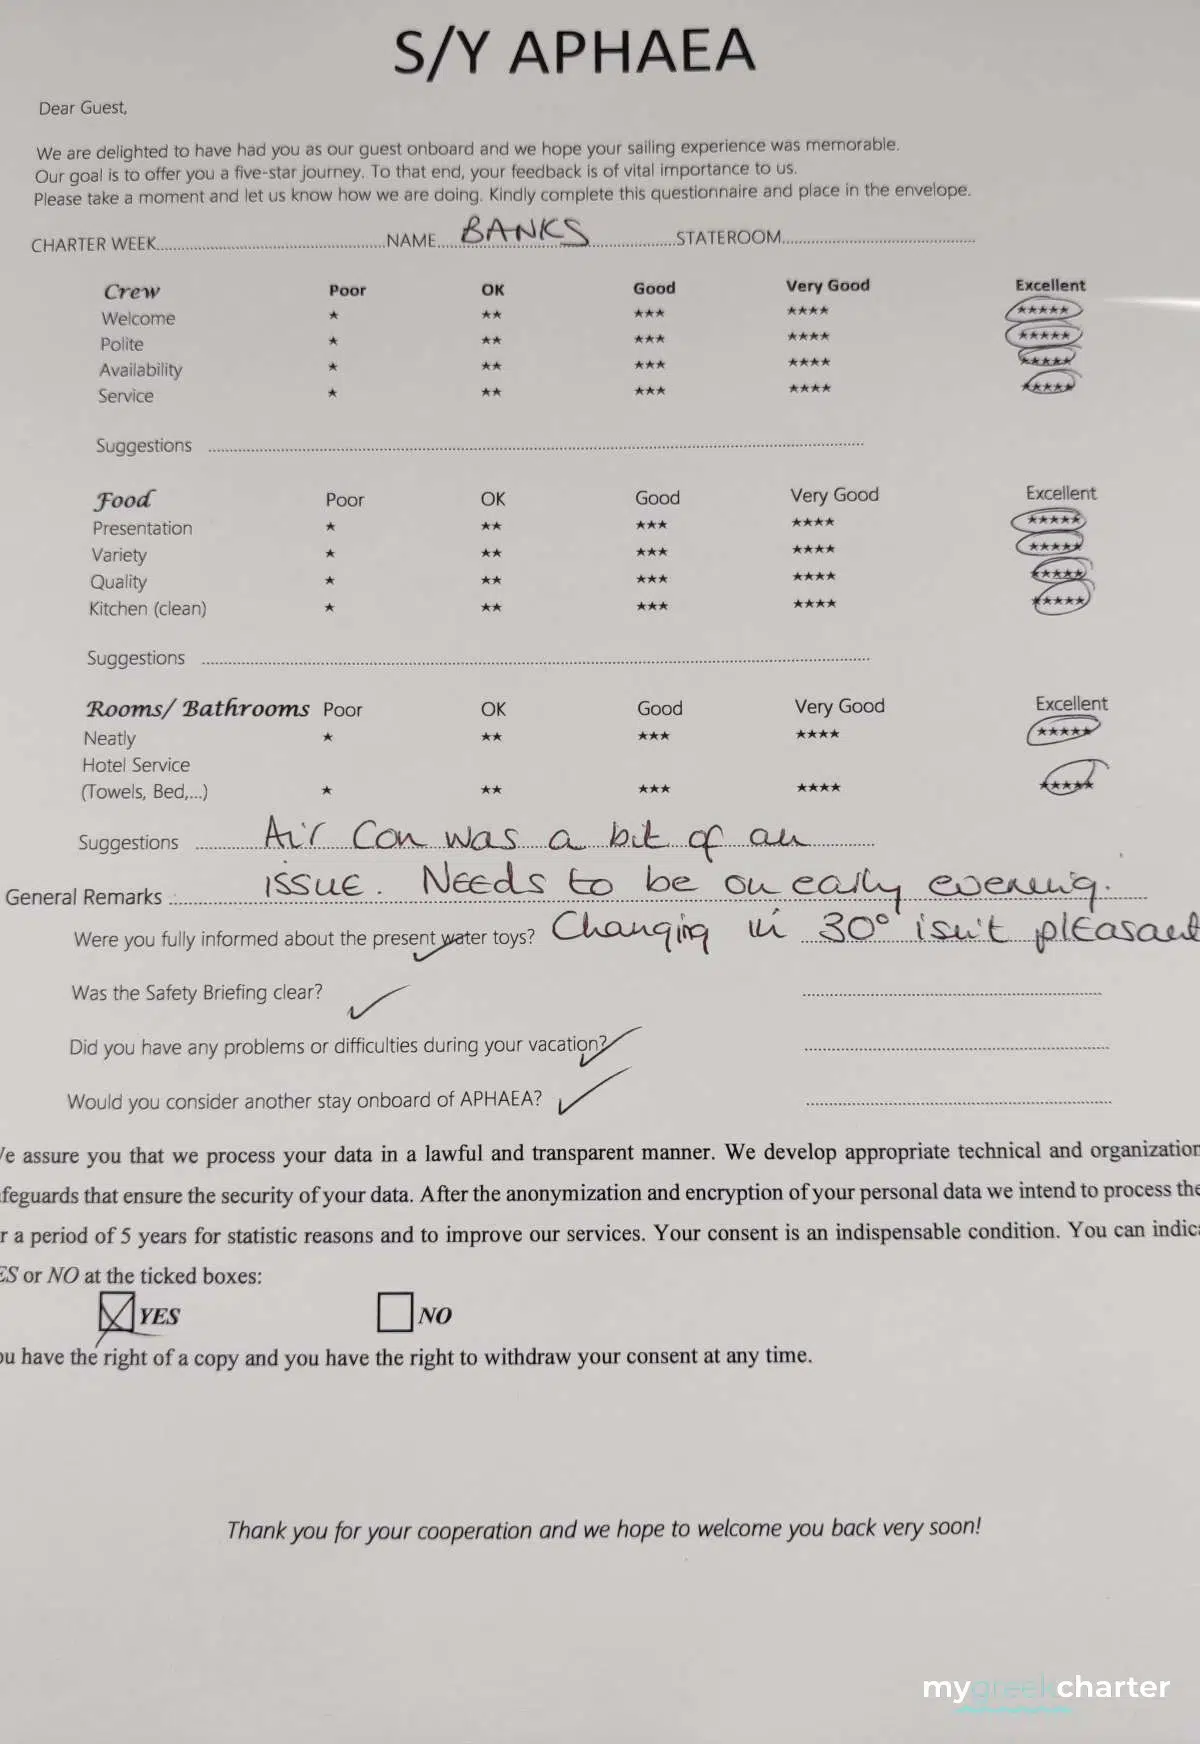 S/Y APHAEA
Dear Guest,
We are delighted to have had you as our guest onboard and we hope your sailing experience was memorable.
Our goal is to offer you a five-star journey. To that end, your feedback is of vital importance to us.
Please take a moment and let us know how we are doing. Kindly complete this questionnaire and place in the envelope.
CHARTER WEEK............NAME....BANKS............STATEROOM............
Crew Poor OK Good Very Good Excellent
Welcome ★ ★★ ★★★ ★★★★ ★★★★★
Polite ★ ★★ ★★★ ★★★★ ★★★★★
Availability ★ ★★ ★★★ ★★★★ ★★★★★
Service ★ ★★ ★★★ ★★★★ ★★★★★
Suggestions ............
Food Poor OK Good Very Good Excellent
Presentation ★ ★★ ★★★ ★★★★ ★★★★★
Variety ★ ★★ ★★★ ★★★★ ★★★★★
Quality ★ ★★ ★★★ ★★★★ ★★★★★
Kitchen (clean) ★ ★★ ★★★ ★★★★ ★★★★★
Suggestions ............
Rooms/ Bathrooms Poor OK Good Very Good Excellent
Neatly ★ ★★ ★★★ ★★★★ ★★★★★
Hotel Service
(Towels, Bed,...) ★ ★★ ★★★ ★★★★ ★★★★★
Suggestions Air Con was a bit of an
General Remarks .: issue. Needs to be on early evening.
Were you fully informed about the present water toys? ✓ Changing in 30° isn't pleasant
Was the Safety Briefing clear? ✓ ............
Did you have any problems or difficulties during your vacation? ✓ ............
Would you consider another stay onboard of APHAEA? ✓ ............
e assure you that we process your data in a lawful and transparent manner. We develop appropriate technical and organization
feguards that ensure the security of your data. After the anonymization and encryption of your personal data we intend to process the
r a period of 5 years for statistic reasons and to improve our services. Your consent is an indispensable condition. You can indic
ES or NO at the ticked boxes:
☒ YES ☐ NO
ou have the right of a copy and you have the right to withdraw your consent at any time.
Thank you for your cooperation and we hope to welcome you back very soon!
mygreekcharter